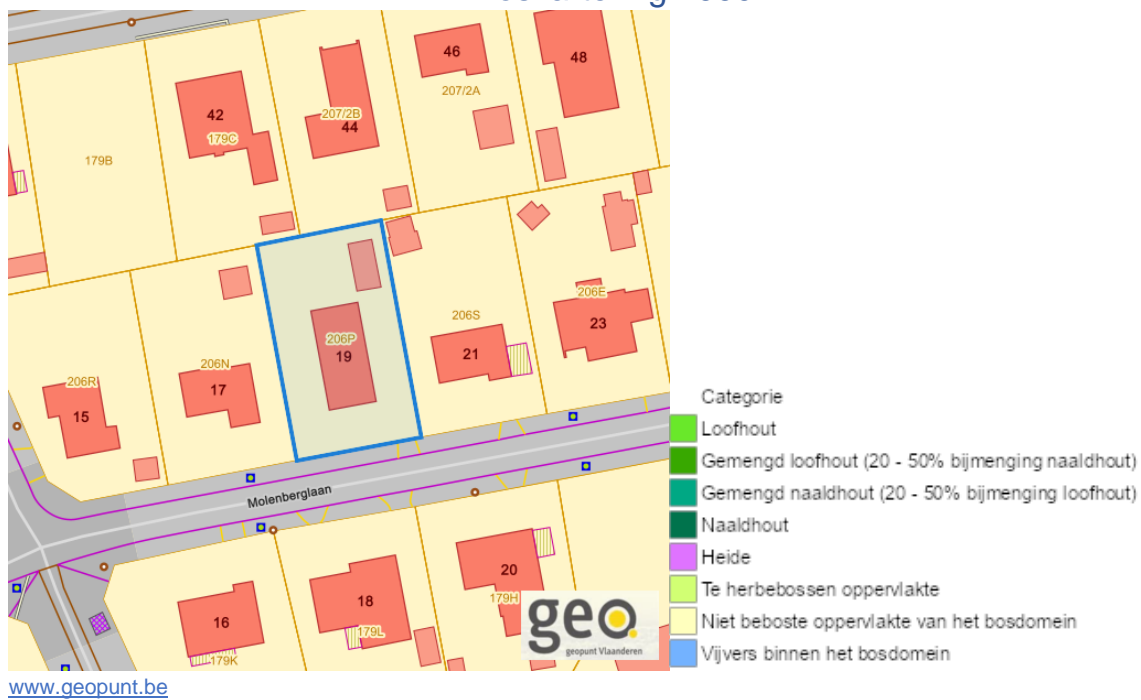 46
48
207/2A
42
179C
207/2B
44
179B
206P
19
206S
21
206E
23
206N
17
206R
15
Molenberglaan
16
179K
18
179L
20
179H
geo
geopunt Vlaanderen
Categorie
Loofhout
Gemengd loofhout (20 - 50% bijmenging naaldhout)
Gemengd naaldhout (20 - 50% bijmenging loofhout)
Naaldhout
Heide
Te herbebossen oppervlakte
Niet beboste oppervlakte van het bosdomein
Vijvers binnen het bosdomein
www.geopunt.be